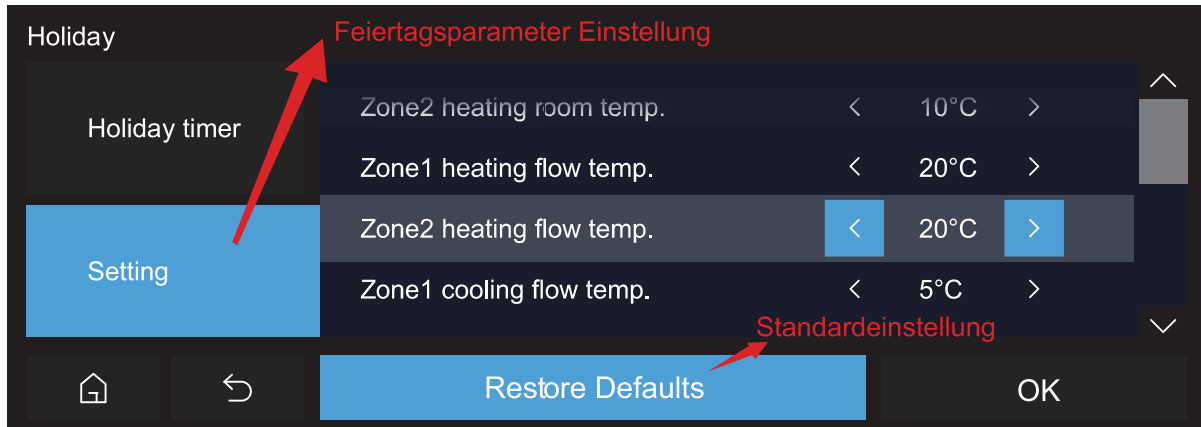 Holiday
Feiertagsparameter Einstellung
Holiday timer
Setting
Zone2 heating room temp. < 10°C >
Zone1 heating flow temp. < 20°C >
Zone2 heating flow temp. < 20°C >
Zone1 cooling flow temp. < 5°C >
Standardeinstellung
Restore Defaults
OK